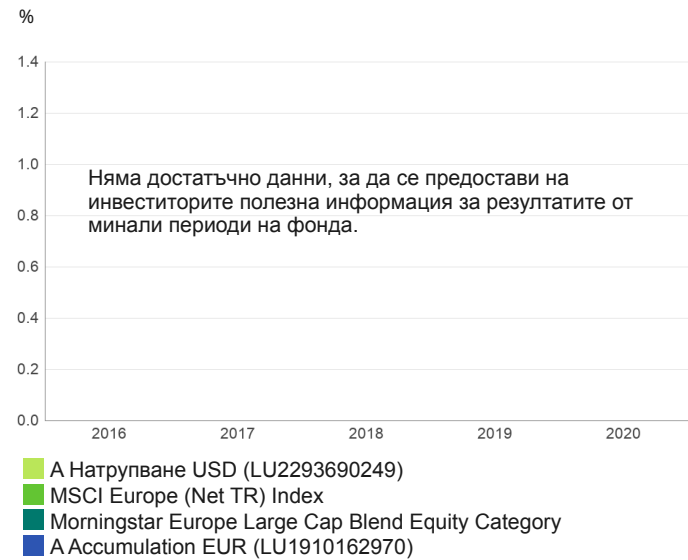 %
1.4
1.2
1.0
Няма достатъчно данни, за да се предостави на
инвеститорите полезна информация за резултатите от
минали периоди на фонда.
0.8
0.6
0.4
0.2
0.0
2016 2017 2018 2019 2020
А Натрупване USD (LU2293690249)
MSCI Europe (Net TR) Index
Morningstar Europe Large Cap Blend Equity Category
A Accumulation EUR (LU1910162970)